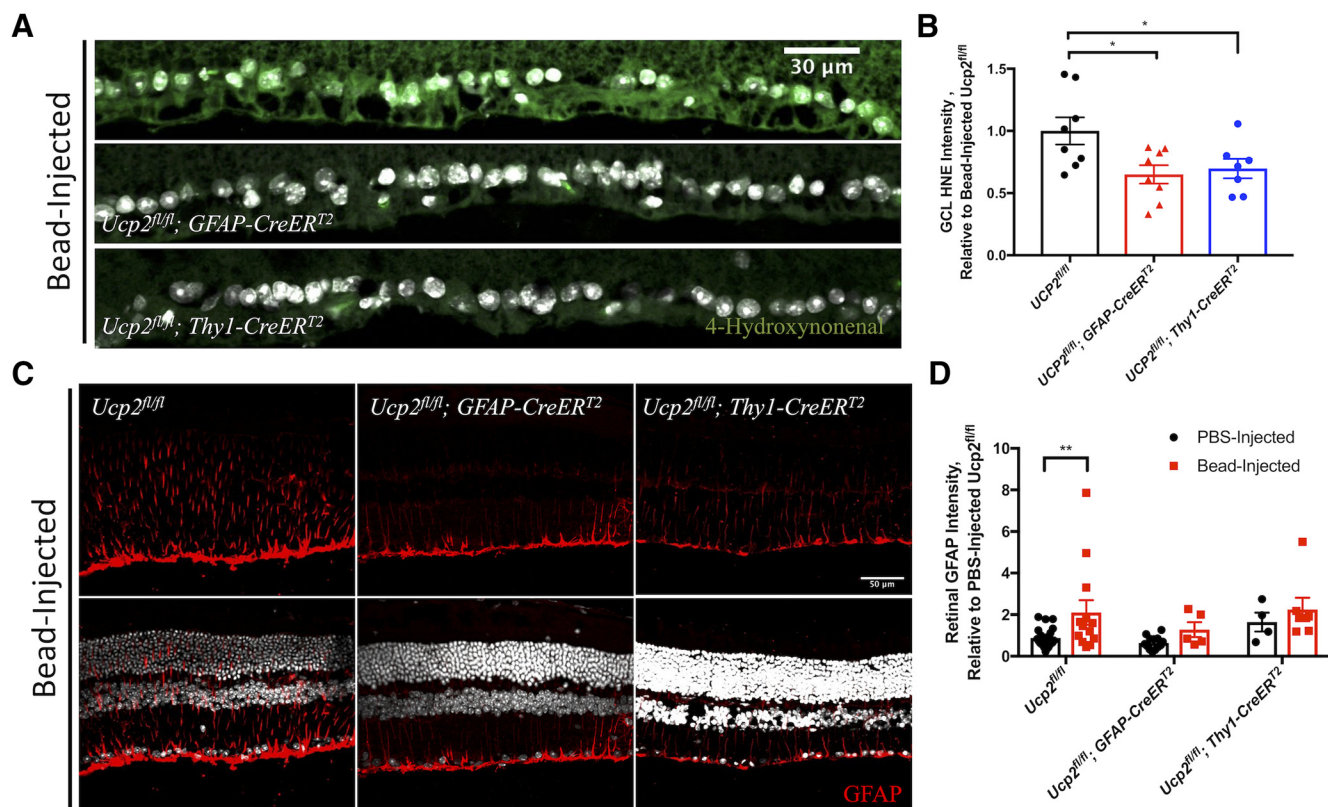 A
Bead-Injected
30 μm
Ucp2fl/fl; GFAP-CreERT2
Ucp2fl/fl; Thy1-CreERT2
4-Hydroxynonenal
B
GCL HNE Intensity ,
Relative to Bead-Injected Ucp2fl/fl
1.5
1.0
0.5
0.0
*
*
UCP2fl/fl
UCP2fl/fl; GFAP-CreERT2
UCP2fl/fl; Thy1-CreERT2
C
Bead-Injected
Ucp2fl/fl
Ucp2fl/fl; GFAP-CreERT2
Ucp2fl/fl; Thy1-CreERT2
50 μm
GFAP
D
Retinal GFAP Intensity,
Relative to PBS-Injected Ucp2fl/fl
10
8
6
4
2
0
**
PBS-Injected
Bead-Injected
Ucp2fl/fl
Ucp2fl/fl; GFAP-CreERT2
Ucp2fl/fl; Thy1-CreERT2